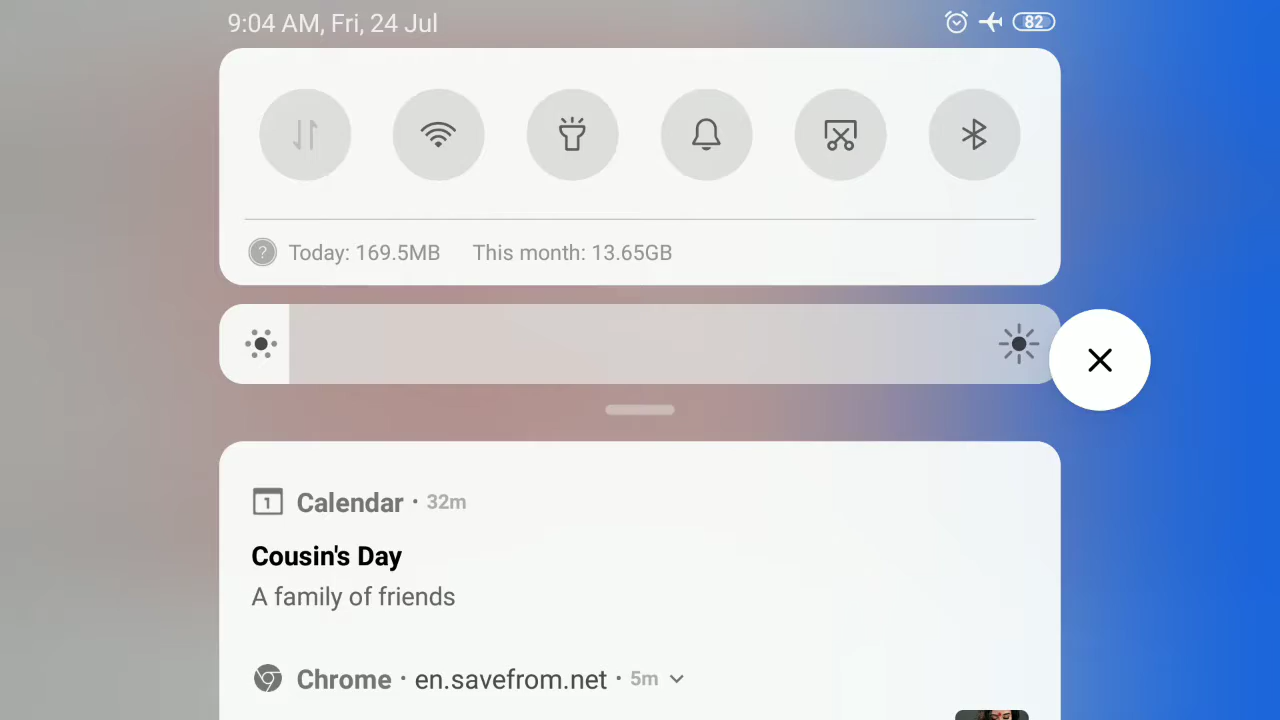 9:04 AM, Fri, 24 Jul 82
Today: 169.5MB This month: 13.65GB
1 Calendar · 32m
Cousin's Day
A family of friends
Chrome · en.savefrom.net · 5m